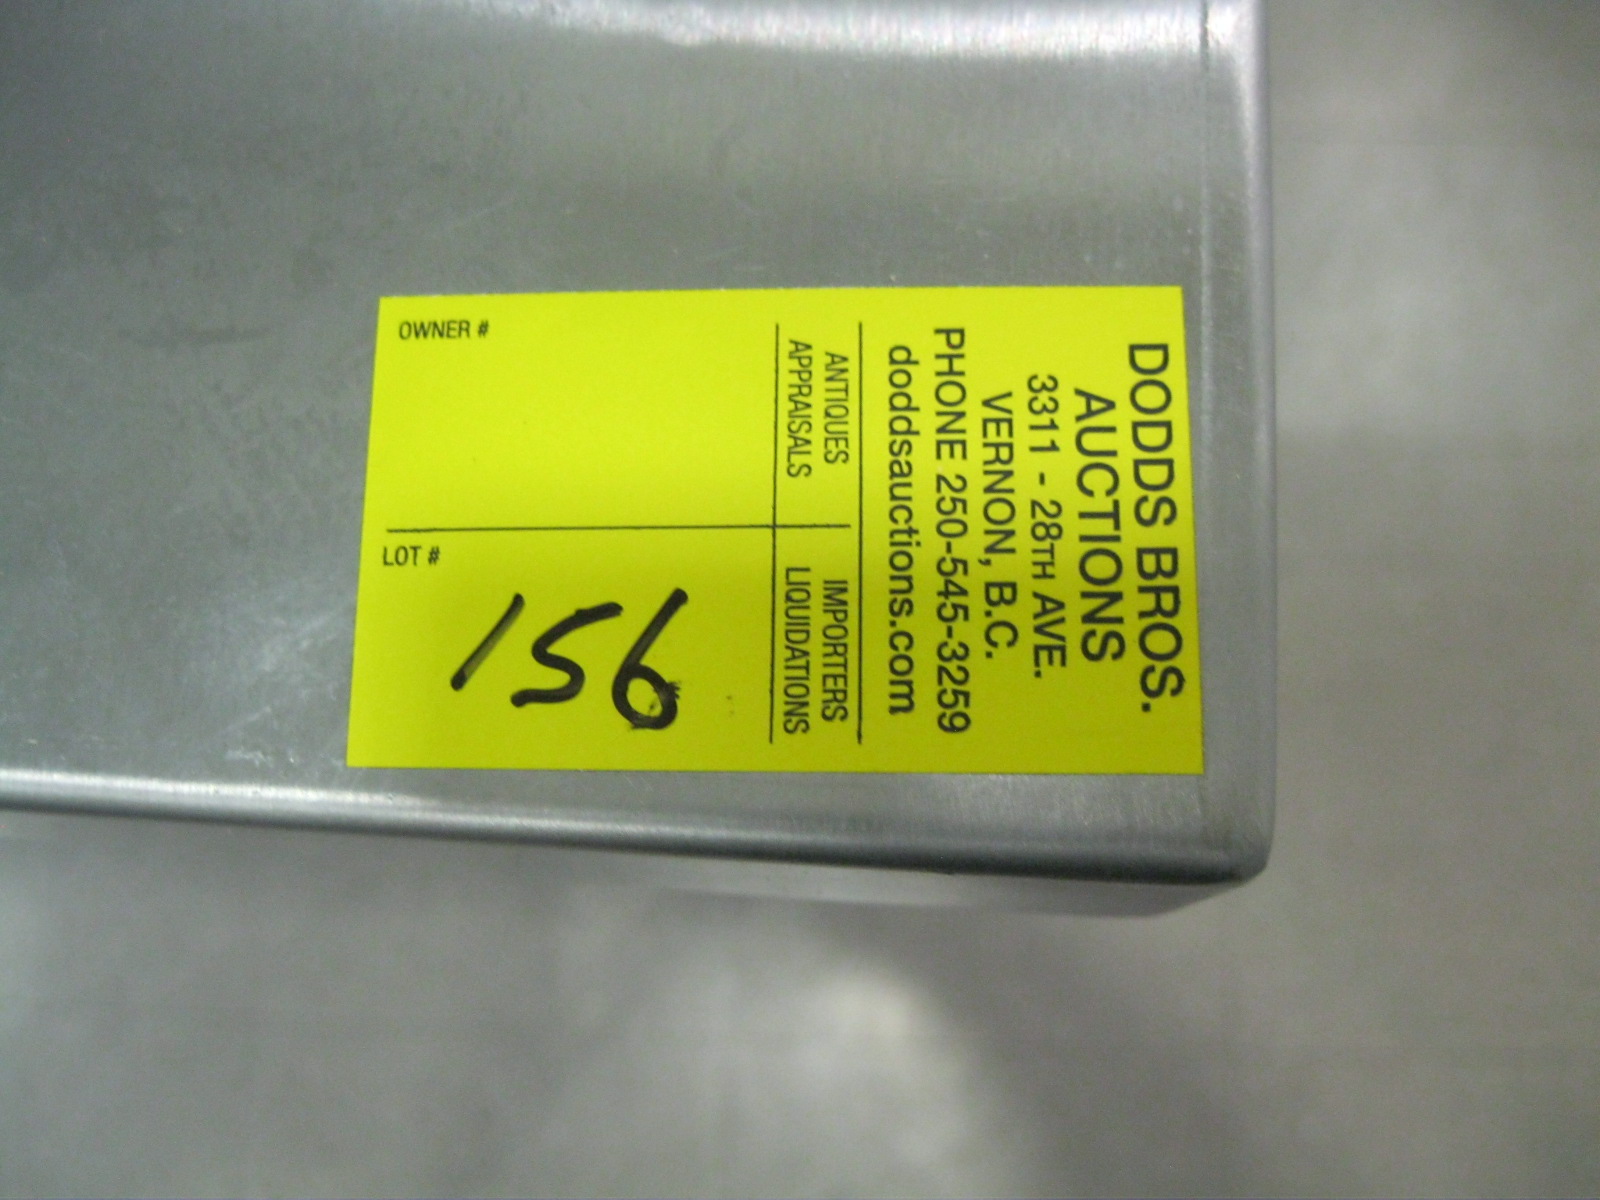 DODDS BROS.
AUCTIONS
3311 - 28TH AVE.
VERNON, B.C.
PHONE 250-545-3259
doddsauctions.com
ANTIQUES
APPRAISALS
IMPORTERS
LIQUIDATIONS
OWNER #
LOT #
156